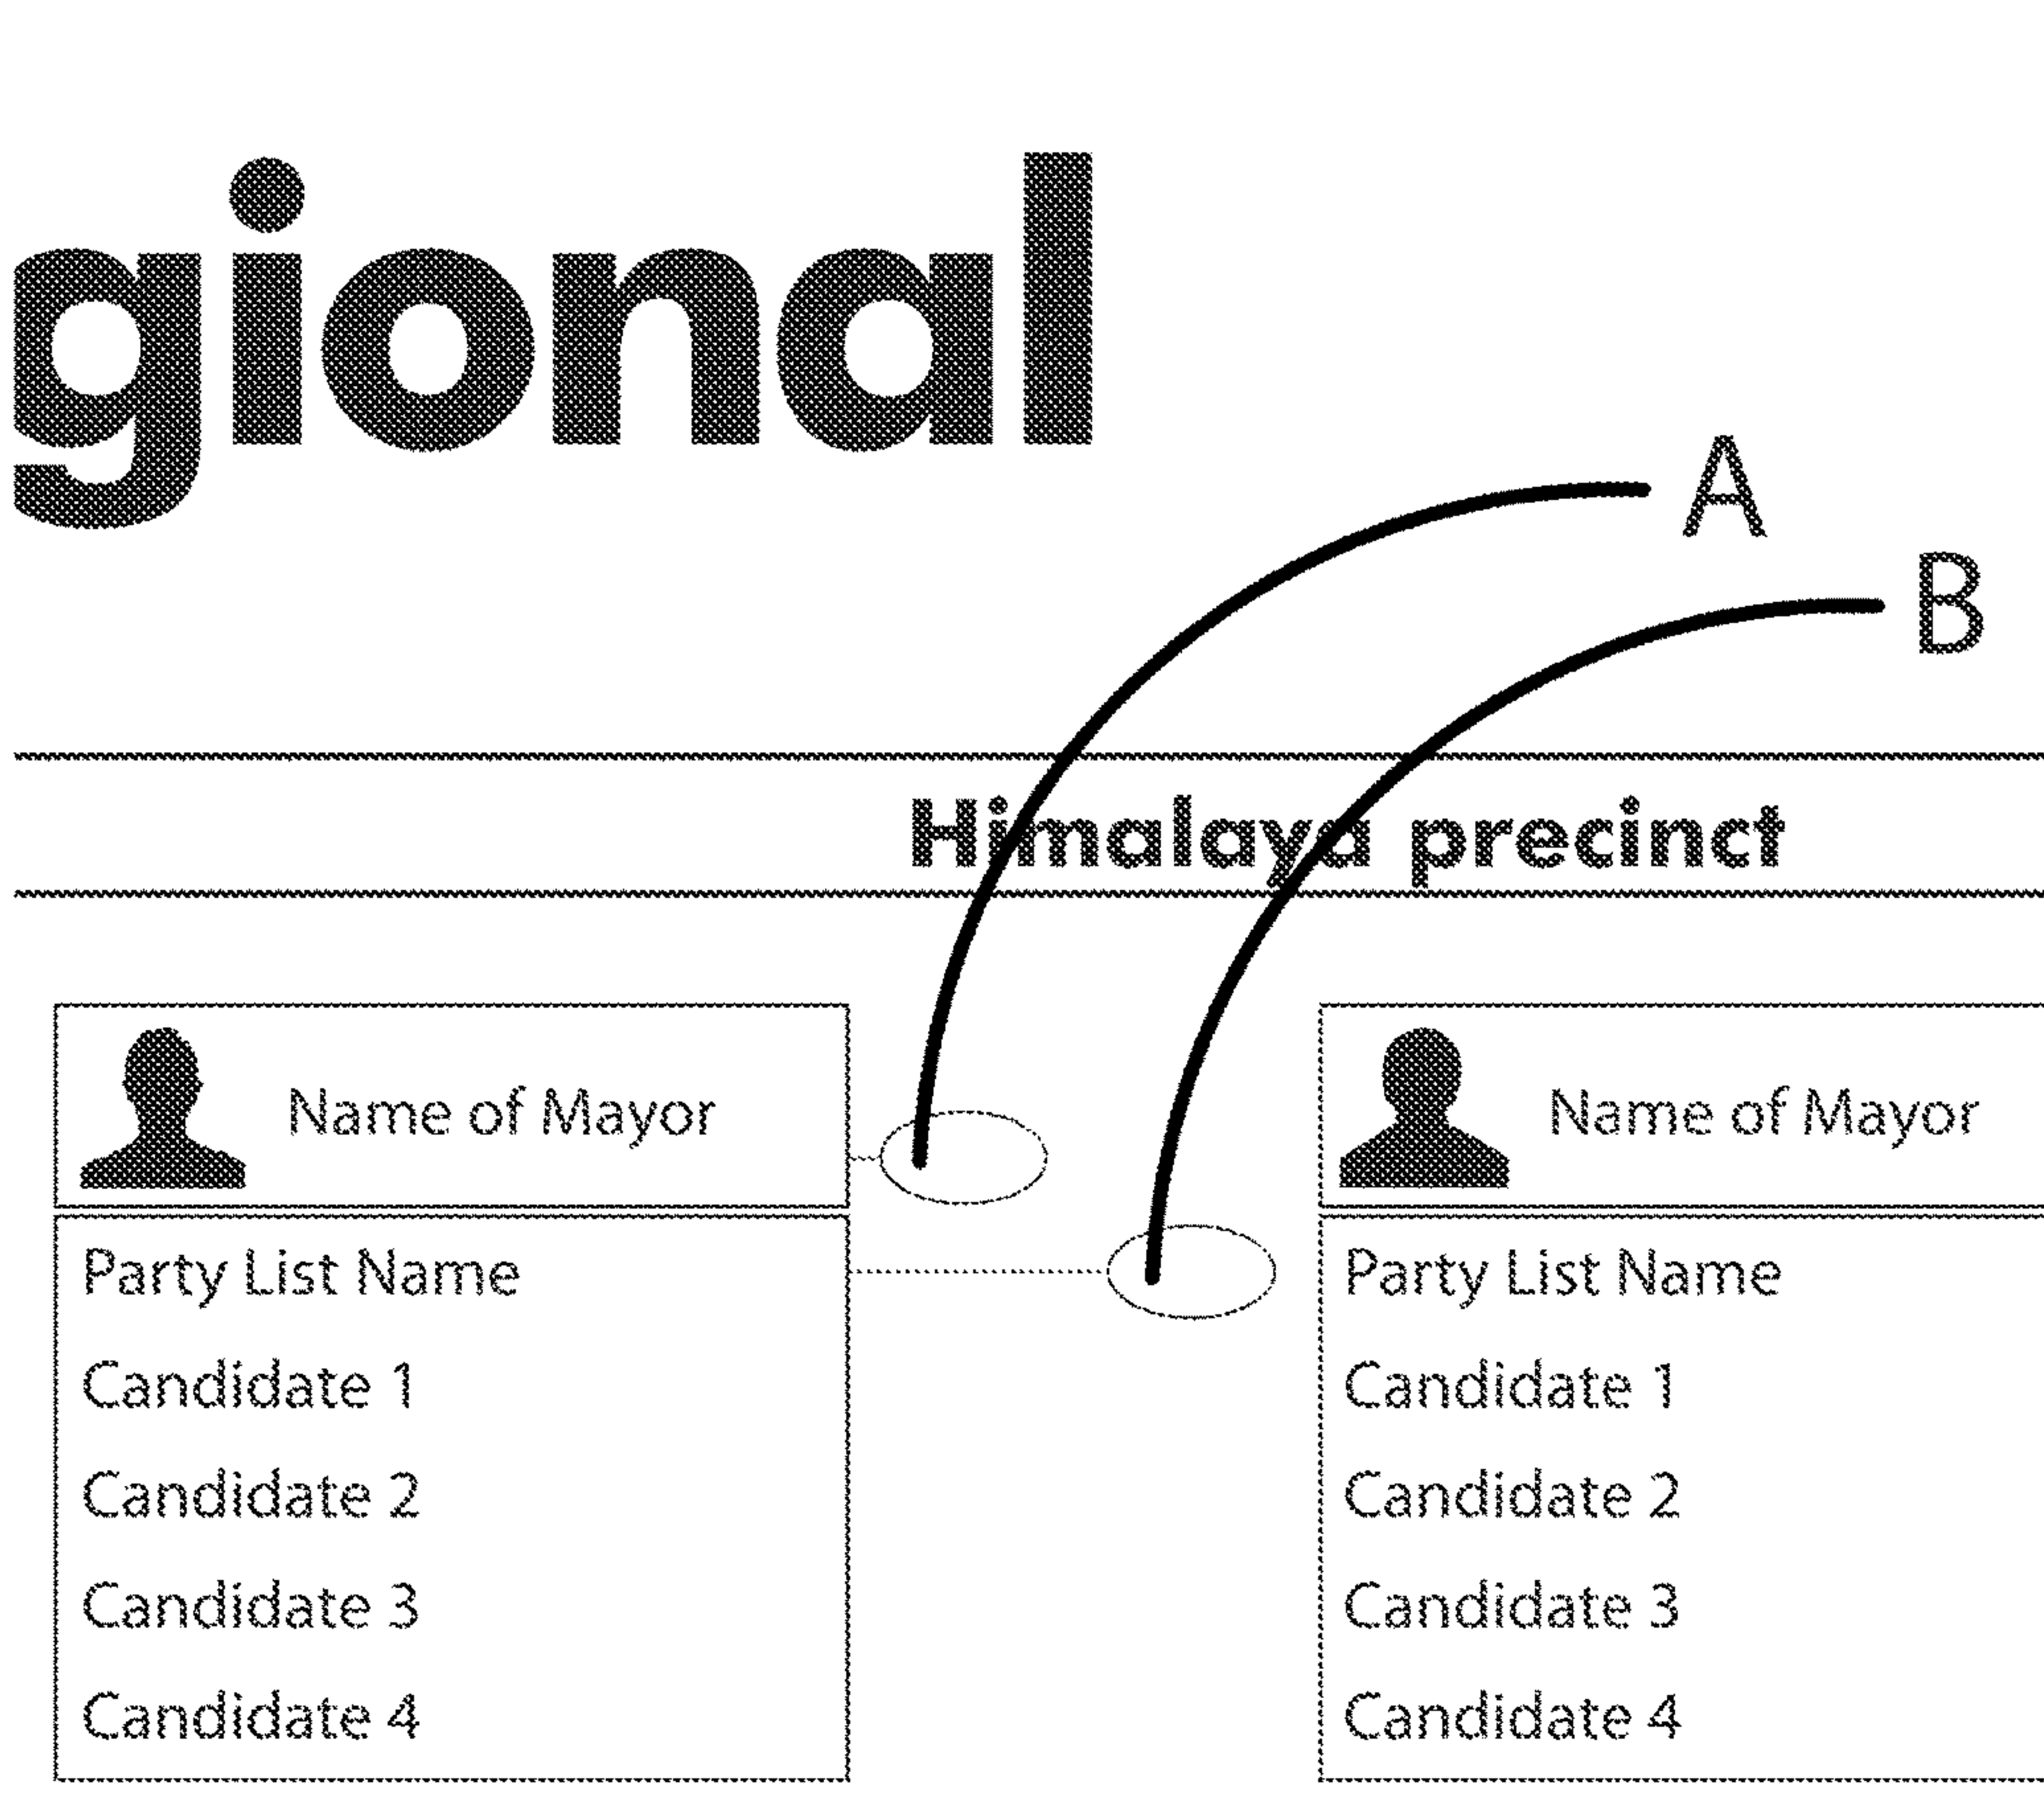 gional
A
B
Himalaya precinct
Name of Mayor
Party List Name
Candidate 1
Candidate 2
Candidate 3
Candidate 4
Name of Mayor
Party List Name
Candidate 1
Candidate 2
Candidate 3
Candidate 4